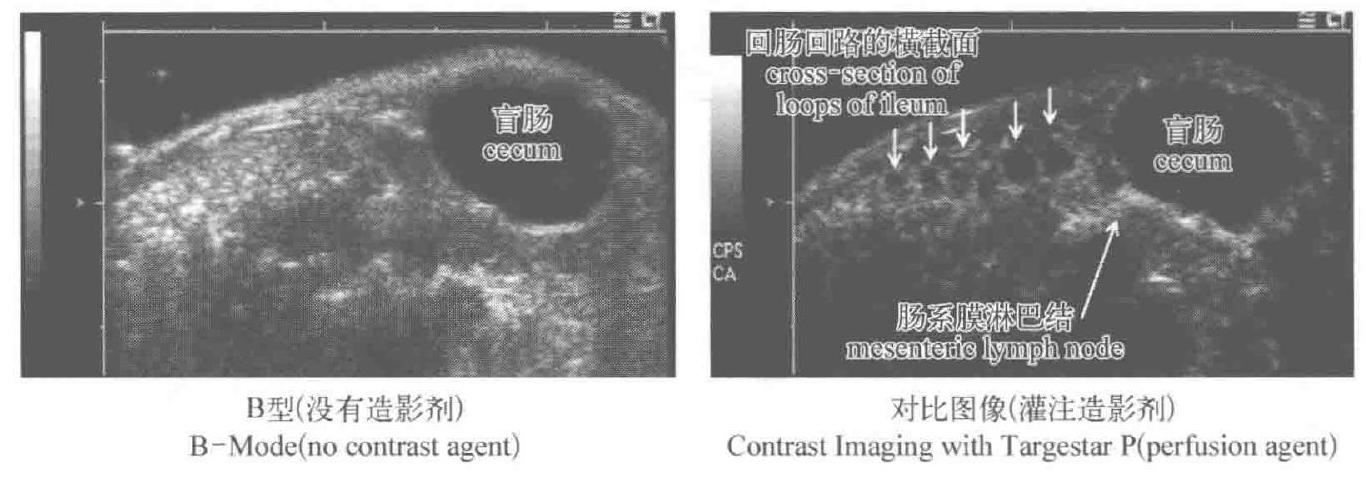 盲肠
cecum
回肠回路的横截面
cross-section of
loops of ileum
盲肠
cecum
CPS
CA
肠系膜淋巴结
mesenteric lymph node
B型(没有造影剂)
B-Mode(no contrast agent)
对比图像(灌注造影剂)
Contrast Imaging with Targestar P(perfusion agent)